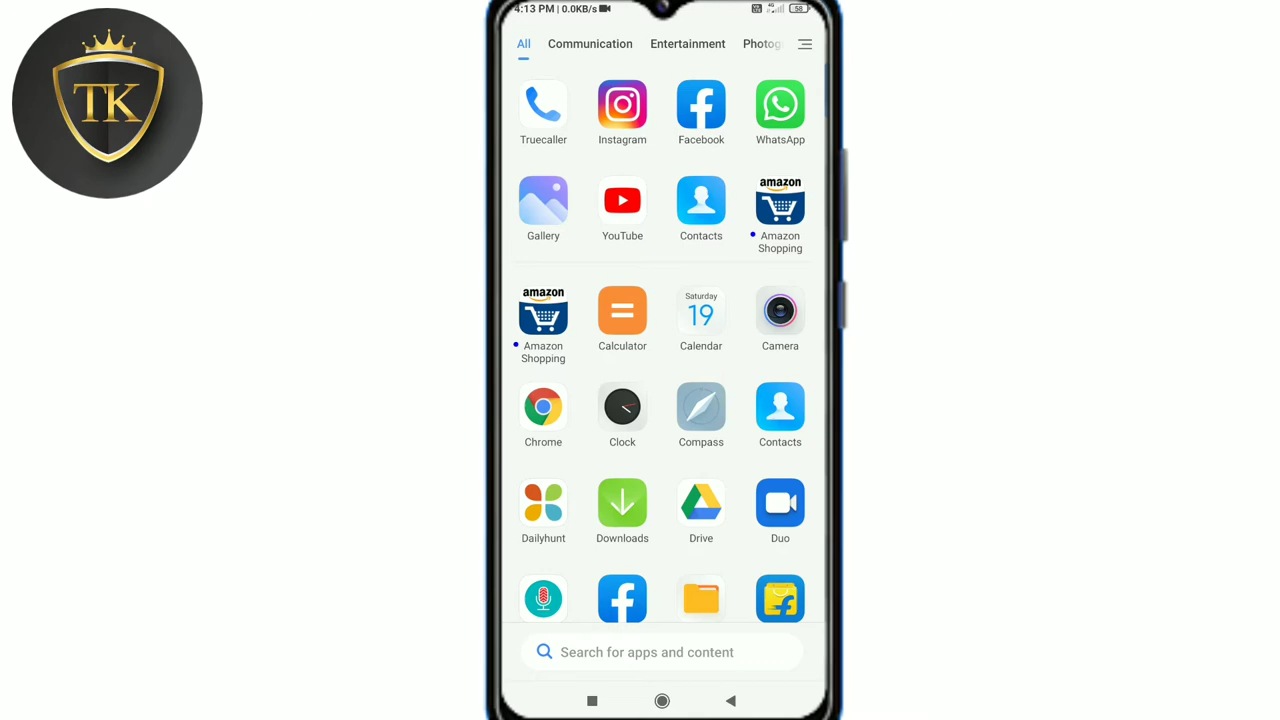 TK
4:13 PM | 0.0KB/s
4G 58
All Communication Entertainment Photog
Truecaller Instagram Facebook WhatsApp
amazon
Gallery YouTube Contacts Amazon Shopping
amazon
Saturday
19
Amazon Shopping Calculator Calendar Camera
Chrome Clock Compass Contacts
Dailyhunt Downloads Drive Duo
Search for apps and content